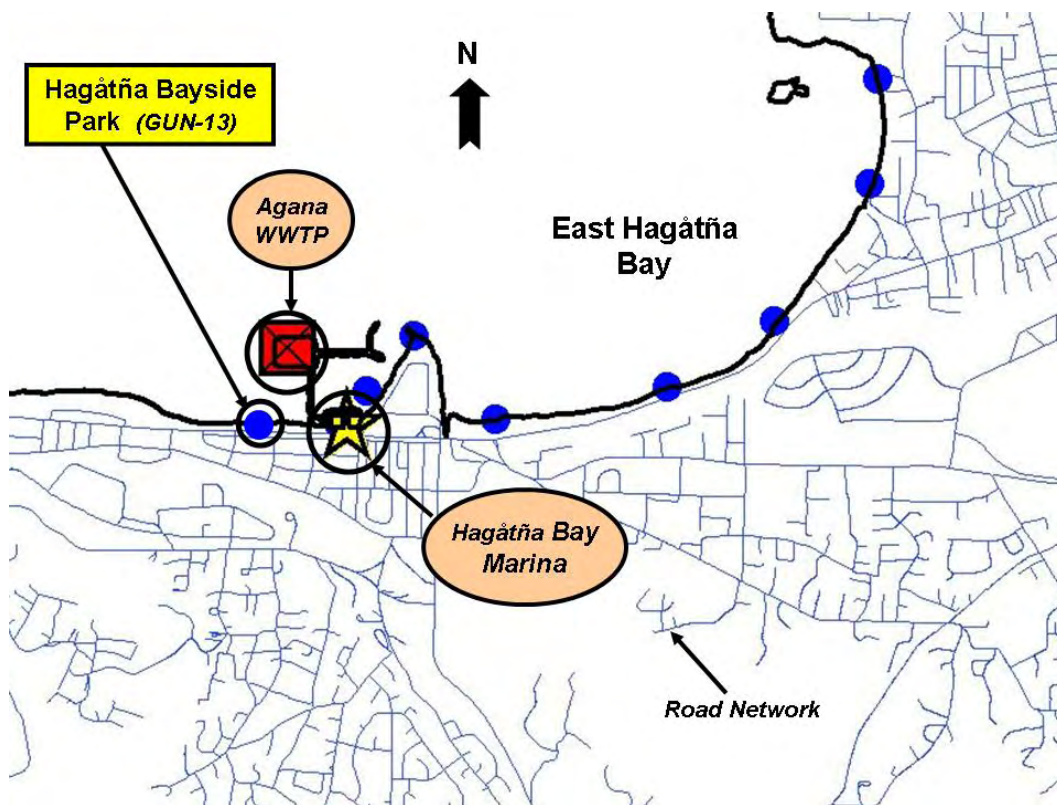 N
Hagåtña Bayside
Park (GUN-13)
Agana
WWTP
East Hagåtña
Bay
Hagåtña Bay
Marina
Road Network